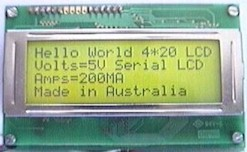 Hello World 4*20 LCD
Volts=5V Serial LCD
Amps=200MA
Made in Australia